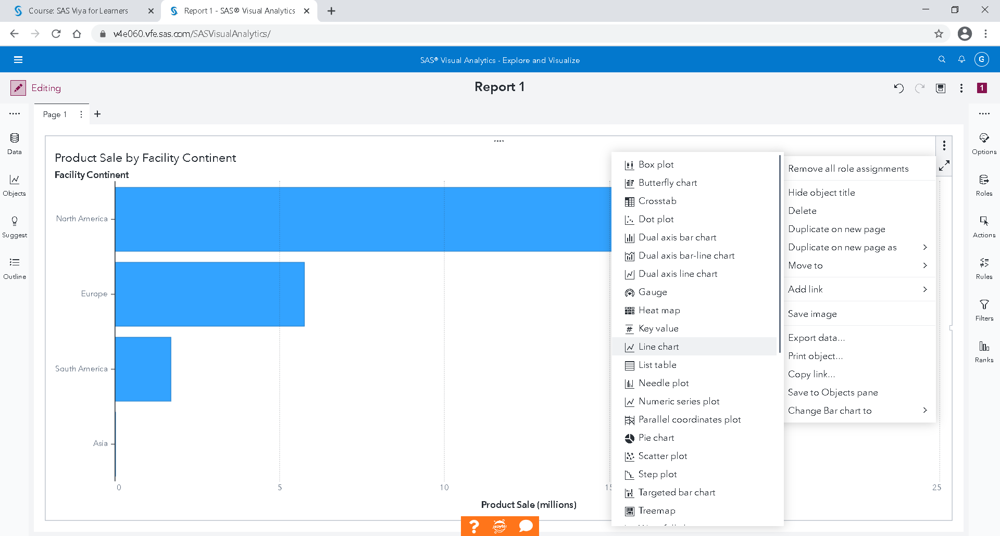 Course: SAS Viya for Learners
Report 1 - SAS® Visual Analytics
v4e060.vfe.sas.com/SASVisualAnalytics/
SAS® Visual Analytics - Explore and Visualize
G
Editing
Report 1
1
Page 1
Data
Objects
Suggest
Outline
Product Sale by Facility Continent
Facility Continent
North America
Europe
South America
Asia
0
5
10
15
25
Product Sale (millions)
Box plot
Butterfly chart
Crosstab
Dot plot
Dual axis bar chart
Dual axis bar-line chart
Dual axis line chart
Gauge
Heat map
Key value
Line chart
List table
Needle plot
Numeric series plot
Parallel coordinates plot
Pie chart
Scatter plot
Step plot
Targeted bar chart
Treemap
Remove all role assignments
Hide object title
Delete
Duplicate on new page
Duplicate on new page as
Move to
Add link
Save image
Export data...
Print object...
Copy link...
Save to Objects pane
Change Bar chart to
Options
Roles
Actions
Rules
Filters
Ranks
?
jupyter